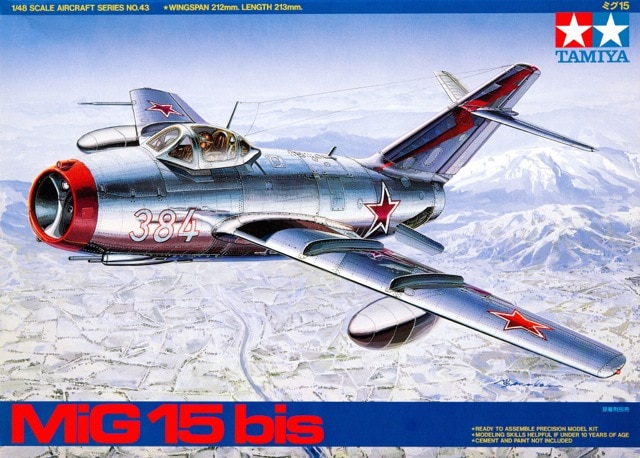 1/48 SCALE AIRCRAFT SERIES NO.43
★WINGSPAN 212mm. LENGTH 213mm.
ミグ15
TAMIYA
384
MiG 15 bis
★READY TO ASSEMBLE PRECISION MODEL KIT
★MODELING SKILLS HELPFUL IF UNDER 10 YEARS OF AGE
★CEMENT AND PAINT NOT INCLUDED